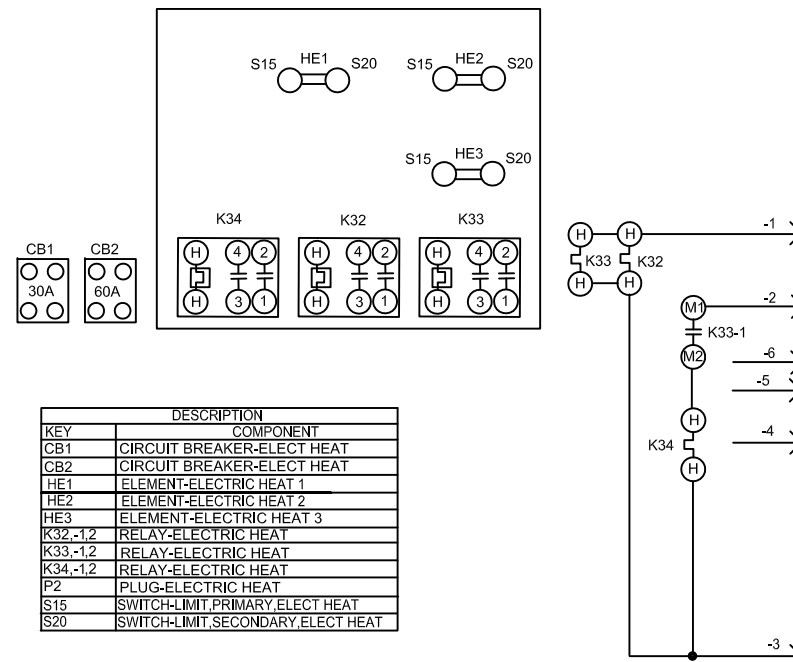 S15 HE1 S20
S15 HE2 S20
S15 HE3 S20
K34
K32
K33
H 4 2
H 3 1
H 4 2
H 3 1
H 4 2
H 3 1
CB1
30A
CB2
60A
H H
K33 K32
H H
-1
M1
-2
K33-1
M2
-6
-5
H
K34
-4
H
-3
DESCRIPTION
KEY COMPONENT
CB1 CIRCUIT BREAKER-ELECT HEAT
CB2 CIRCUIT BREAKER-ELECT HEAT
HE1 ELEMENT-ELECTRIC HEAT 1
HE2 ELEMENT-ELECTRIC HEAT 2
HE3 ELEMENT-ELECTRIC HEAT 3
K32,-1,2 RELAY-ELECTRIC HEAT
K33,-1,2 RELAY-ELECTRIC HEAT
K34,-1,2 RELAY-ELECTRIC HEAT
P2 PLUG-ELECTRIC HEAT
S15 SWITCH-LIMIT,PRIMARY,ELECT HEAT
S20 SWITCH-LIMIT,SECONDARY,ELECT HEAT